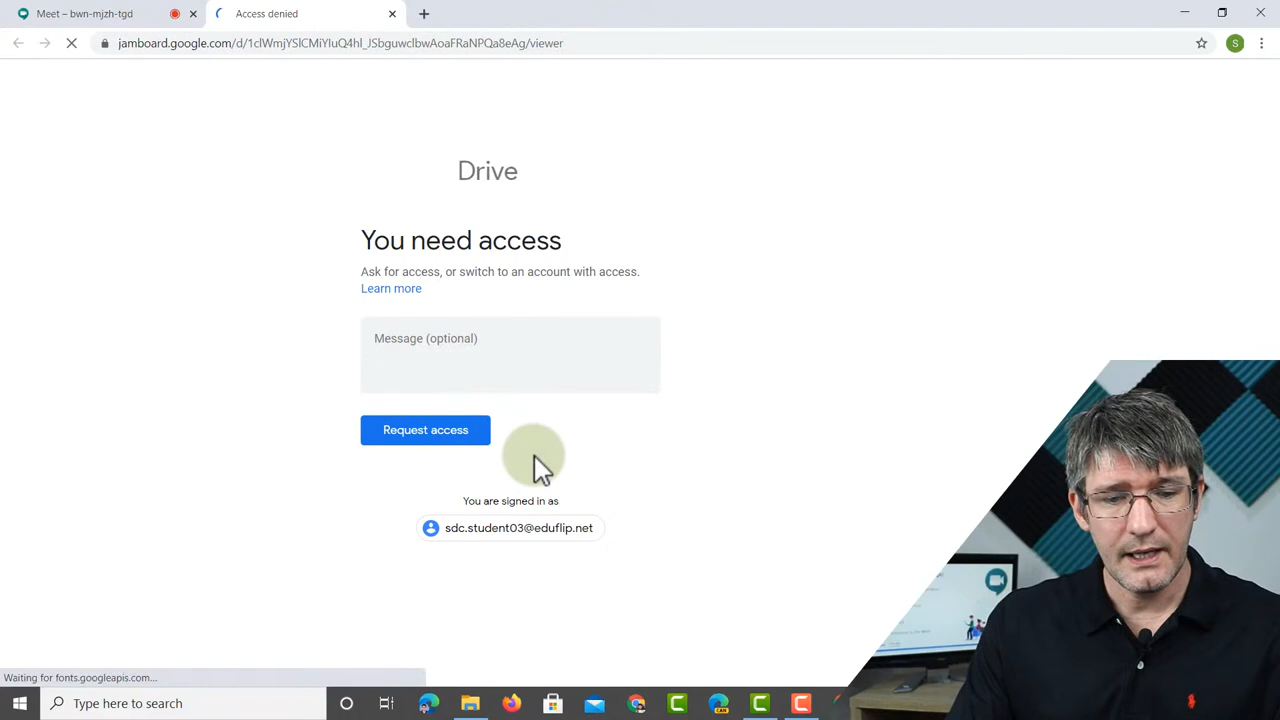 Meet – bwn-mjzh-tgd
Access denied
jamboard.google.com/d/1clWmjYSlCMiYIuQ4hl_JSbguwclbwAoaFRaNPQa8eAg/viewer
S
Drive
You need access
Ask for access, or switch to an account with access.
Learn more
Message (optional)
Request access
You are signed in as
sdc.student03@eduflip.net
Waiting for fonts.googleapis.com...
Type here to search
CAN